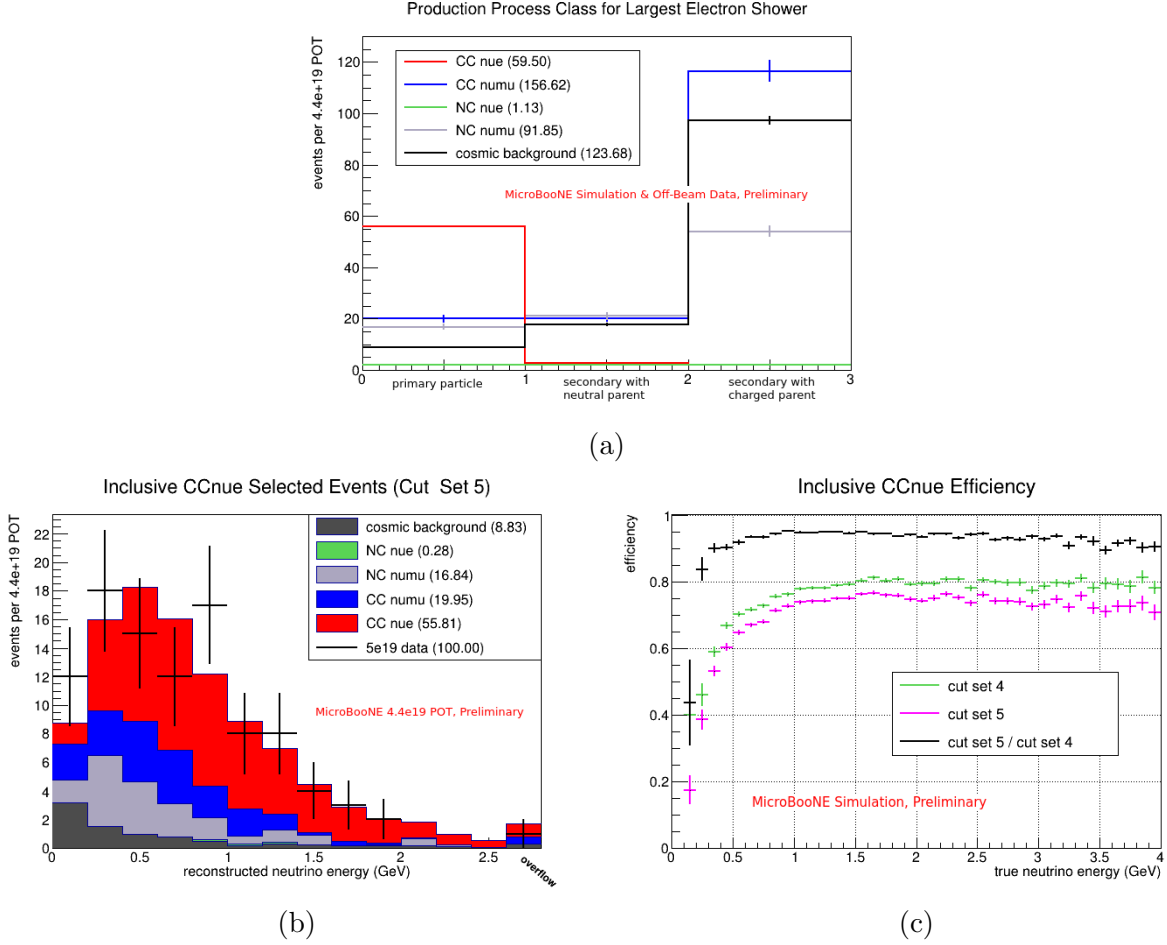 Production Process Class for Largest Electron Shower
events per 4.4e+19 POT
120
100
80
60
40
20
0
CC nue (59.50)
CC numu (156.62)
NC nue (1.13)
NC numu (91.85)
cosmic background (123.68)
MicroBooNE Simulation & Off-Beam Data, Preliminary
0 1 2 3
primary particle
secondary with
neutral parent
secondary with
charged parent
(a)
Inclusive CCnue Selected Events (Cut Set 5)
events per 4.4e+19 POT
22
20
18
16
14
12
10
8
6
4
2
0
cosmic background (8.83)
NC nue (0.28)
NC numu (16.84)
CC numu (19.95)
CC nue (55.81)
5e19 data (100.00)
MicroBooNE 4.4e19 POT, Preliminary
0 0.5 1 1.5 2 2.5
overflow
reconstructed neutrino energy (GeV)
(b)
Inclusive CCnue Efficiency
efficiency
1
0.8
0.6
0.4
0.2
0
cut set 4
cut set 5
cut set 5 / cut set 4
MicroBooNE Simulation, Preliminary
0 0.5 1 1.5 2 2.5 3 3.5 4
true neutrino energy (GeV)
(c)